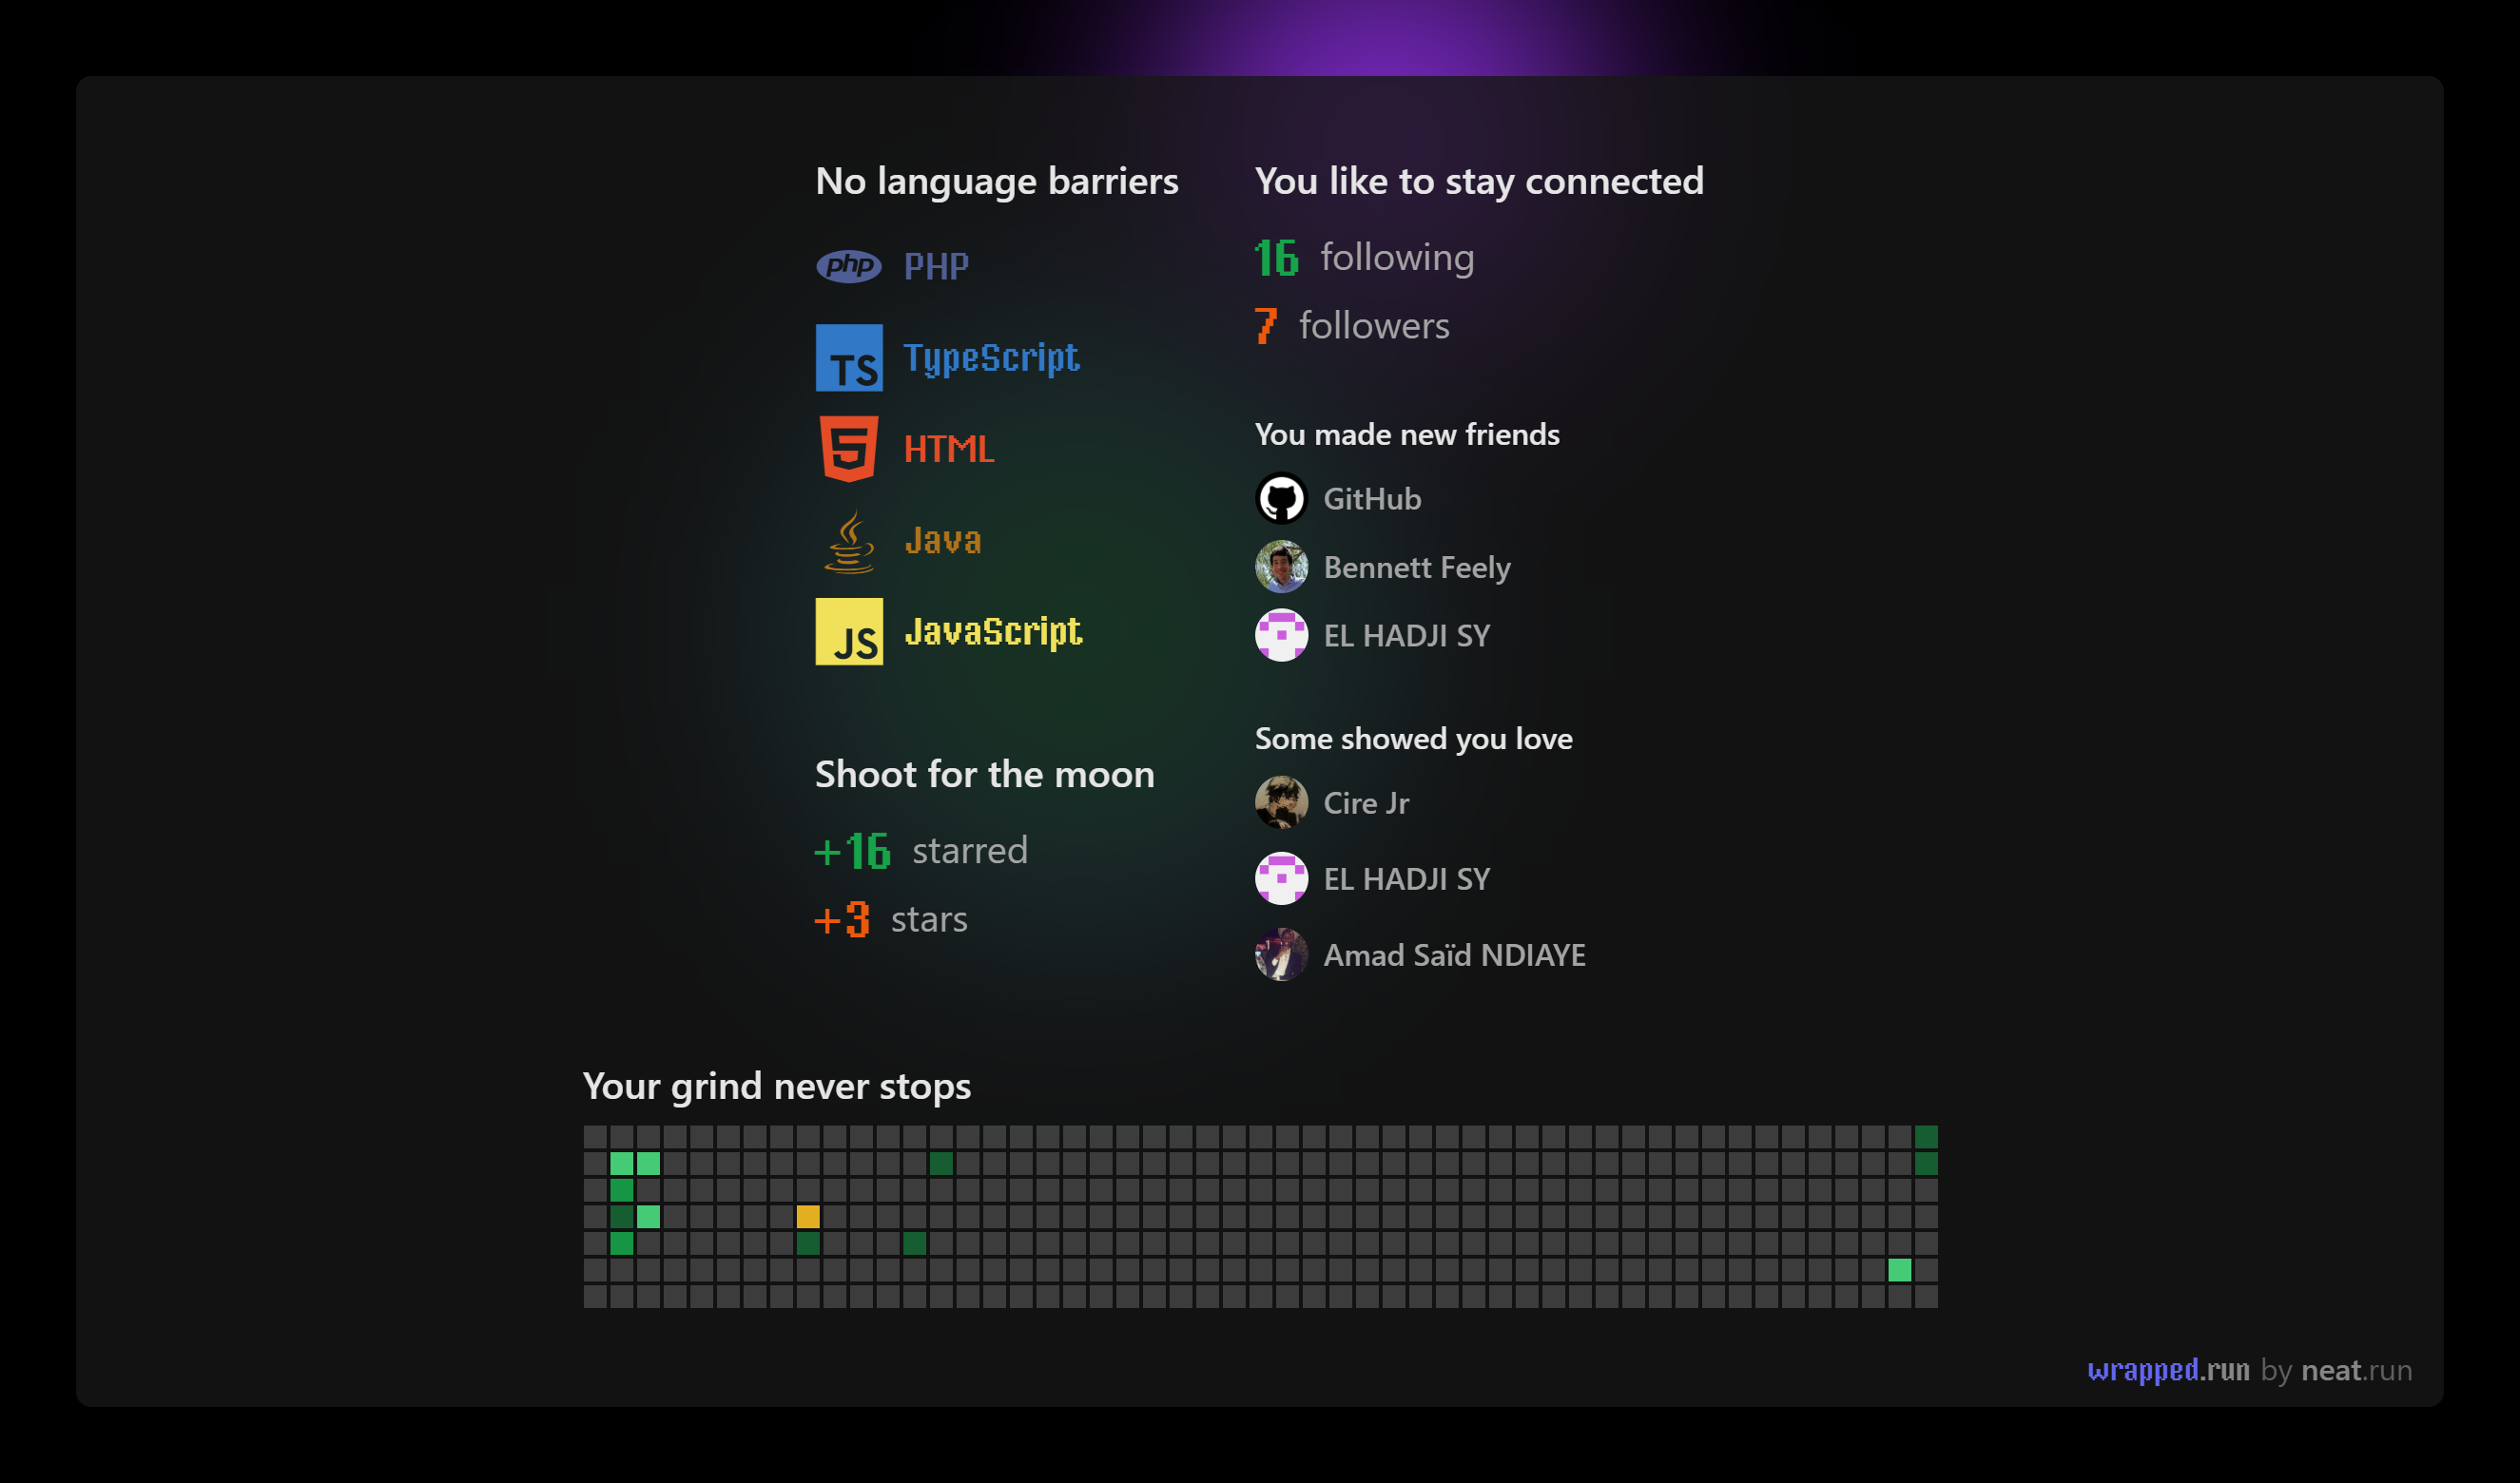 No language barriers
php PHP
TS TypeScript
HTML
Java
JS JavaScript
Shoot for the moon
+16 starred
+3 stars
You like to stay connected
16 following
7 followers
You made new friends
GitHub
Bennett Feely
EL HADJI SY
Some showed you love
Cire Jr
EL HADJI SY
Amad Saïd NDIAYE
Your grind never stops
wrapped.run by neat.run